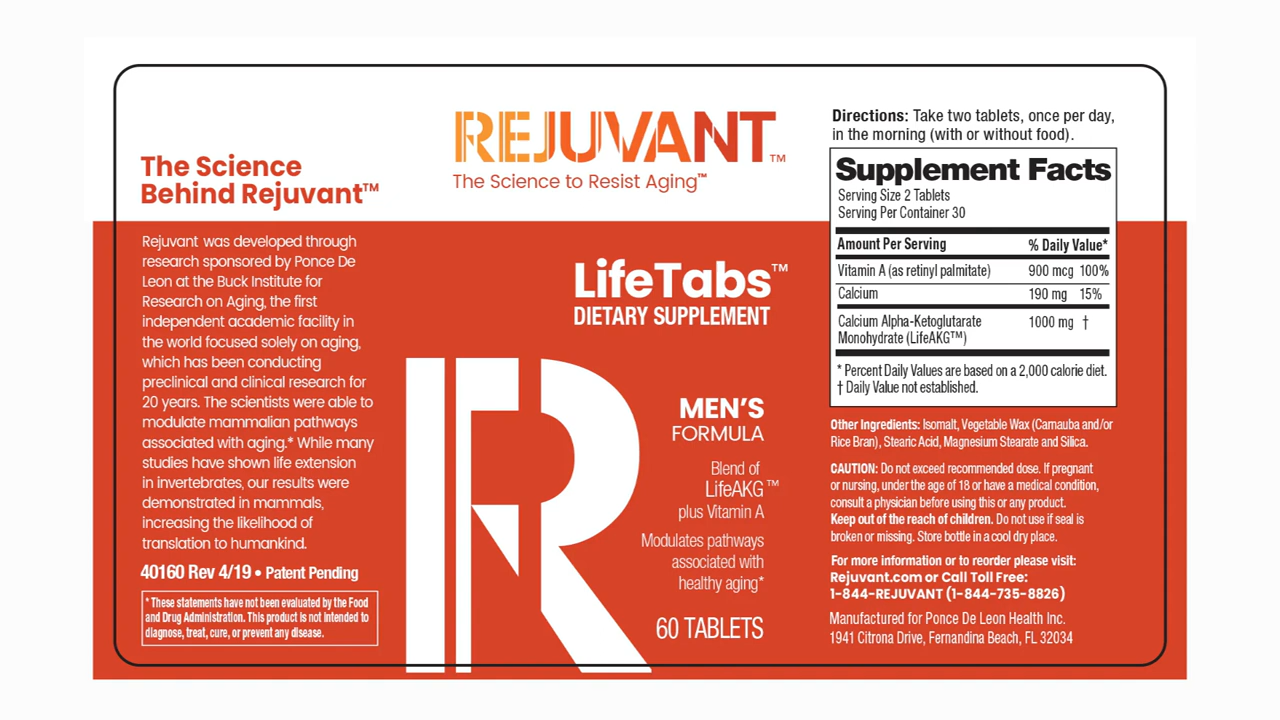 The Science
Behind Rejuvant™
Rejuvant was developed through
research sponsored by Ponce De
Leon at the Buck Institute for
Research on Aging, the first
independent academic facility in
the world focused solely on aging,
which has been conducting
preclinical and clinical research for
20 years. The scientists were able to
modulate mammalian pathways
associated with aging.* While many
studies have shown life extension
in invertebrates, our results were
demonstrated in mammals,
increasing the likelihood of
translation to humankind.
40160 Rev 4/19 • Patent Pending
* These statements have not been evaluated by the Food
and Drug Administration. This product is not intended to
diagnose, treat, cure, or prevent any disease.
REJUVANT™
The Science to Resist Aging™
LifeTabs™
DIETARY SUPPLEMENT
R
MEN'S
FORMULA
Blend of
LifeAKG™
plus Vitamin A
Modulates pathways
associated with
healthy aging*
60 TABLETS
Directions: Take two tablets, once per day,
in the morning (with or without food).
Supplement Facts
Serving Size 2 Tablets
Serving Per Container 30
Amount Per Serving % Daily Value*
Vitamin A (as retinyl palmitate) 900 mcg 100%
Calcium 190 mg 15%
Calcium Alpha-Ketoglutarate 1000 mg †
Monohydrate (LifeAKG™)
* Percent Daily Values are based on a 2,000 calorie diet.
† Daily Value not established.
Other Ingredients: Isomalt, Vegetable Wax (Carnauba and/or
Rice Bran), Stearic Acid, Magnesium Stearate and Silica.
CAUTION: Do not exceed recommended dose. If pregnant
or nursing, under the age of 18 or have a medical condition,
consult a physician before using this or any product.
Keep out of the reach of children. Do not use if seal is
broken or missing. Store bottle in a cool dry place.
For more information or to reorder please visit:
Rejuvant.com or Call Toll Free:
1-844-REJUVANT (1-844-735-8826)
Manufactured for Ponce De Leon Health Inc.
1941 Citrona Drive, Fernandina Beach, FL 32034